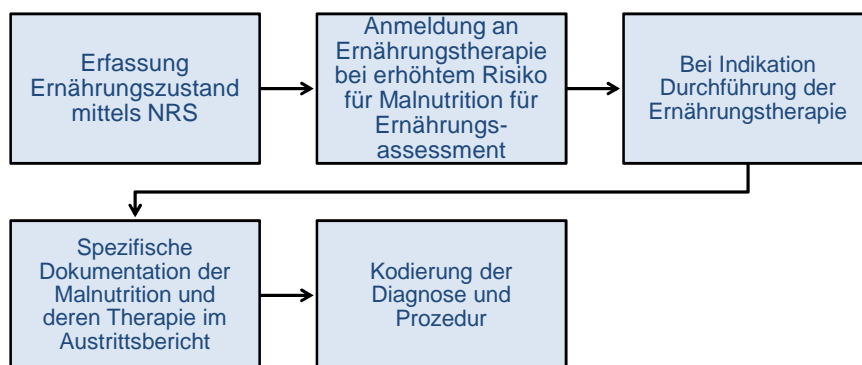 Erfassung
Ernährungszustand
mittels NRS
Anmeldung an
Ernährungstherapie
bei erhöhtem Risiko
für Malnutrition für
Ernährungs-
assessment
Bei Indikation
Durchführung der
Ernährungstherapie
Spezifische
Dokumentation der
Malnutrition und
deren Therapie im
Austrittsbericht
Kodierung der
Diagnose und
Prozedur